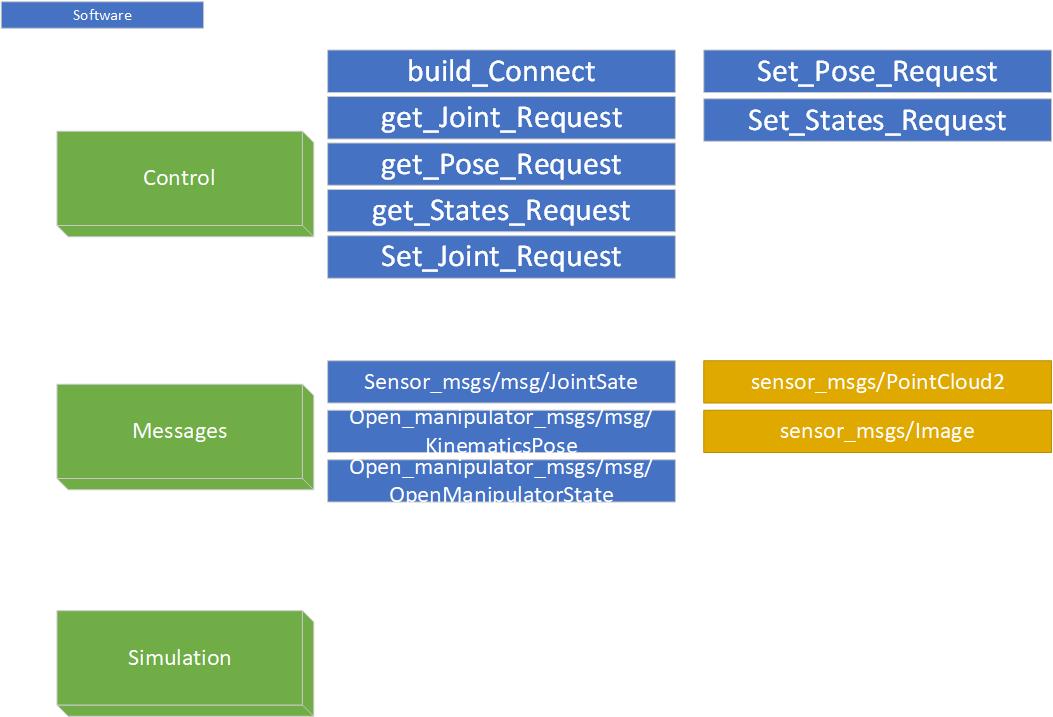 Software
build_Connect
Set_Pose_Request
get_Joint_Request
Set_States_Request
Control
get_Pose_Request
get_States_Request
Set_Joint_Request
Sensor_msgs/msg/JointSate
sensor_msgs/PointCloud2
Messages
Open_manipulator_msgs/msg/
KinematicsPose
sensor_msgs/Image
Open_manipulator_msgs/msg/
OpenManipulatorState
Simulation